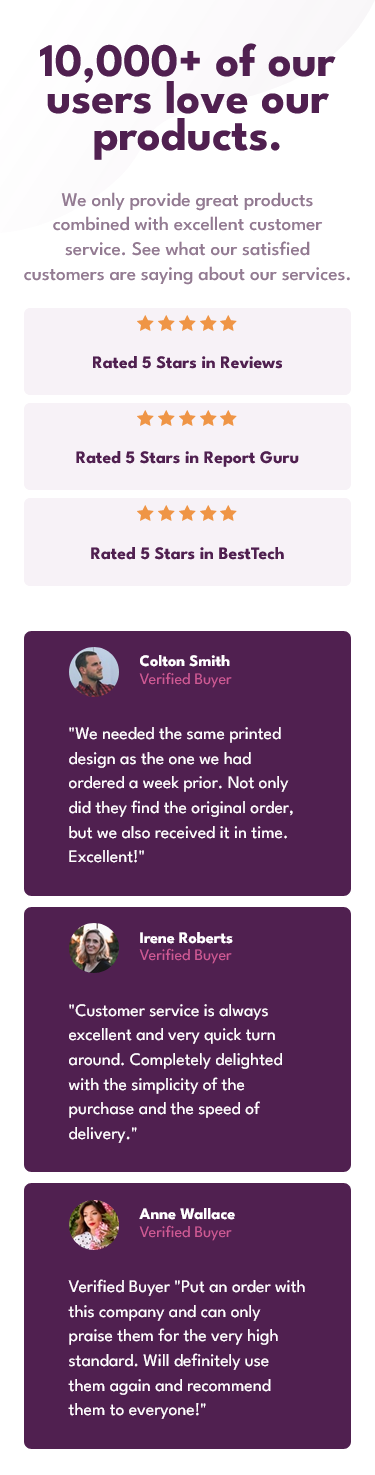 10,000+ of our
users love our
products.
We only provide great products
combined with excellent customer
service. See what our satisfied
customers are saying about our services.
Rated 5 Stars in Reviews
Rated 5 Stars in Report Guru
Rated 5 Stars in BestTech
Colton Smith
Verified Buyer
"We needed the same printed
design as the one we had
ordered a week prior. Not only
did they find the original order,
but we also received it in time.
Excellent!"
Irene Roberts
Verified Buyer
"Customer service is always
excellent and very quick turn
around. Completely delighted
with the simplicity of the
purchase and the speed of
delivery."
Anne Wallace
Verified Buyer
Verified Buyer "Put an order with
this company and can only
praise them for the very high
standard. Will definitely use
them again and recommend
them to everyone!"